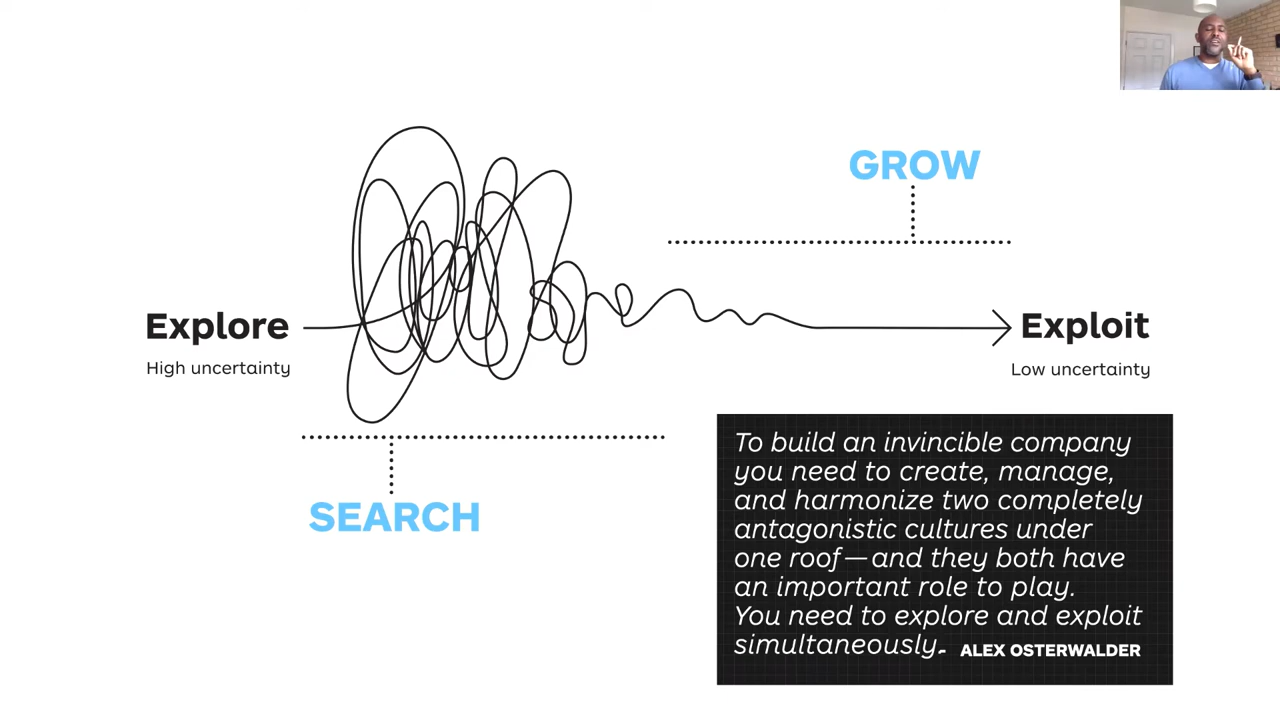 GROW
Explore
High uncertainty
Exploit
Low uncertainty
SEARCH
To build an invincible company
you need to create, manage,
and harmonize two completely
antagonistic cultures under
one roof—and they both have
an important role to play.
You need to explore and exploit
simultaneously.- ALEX OSTERWALDER